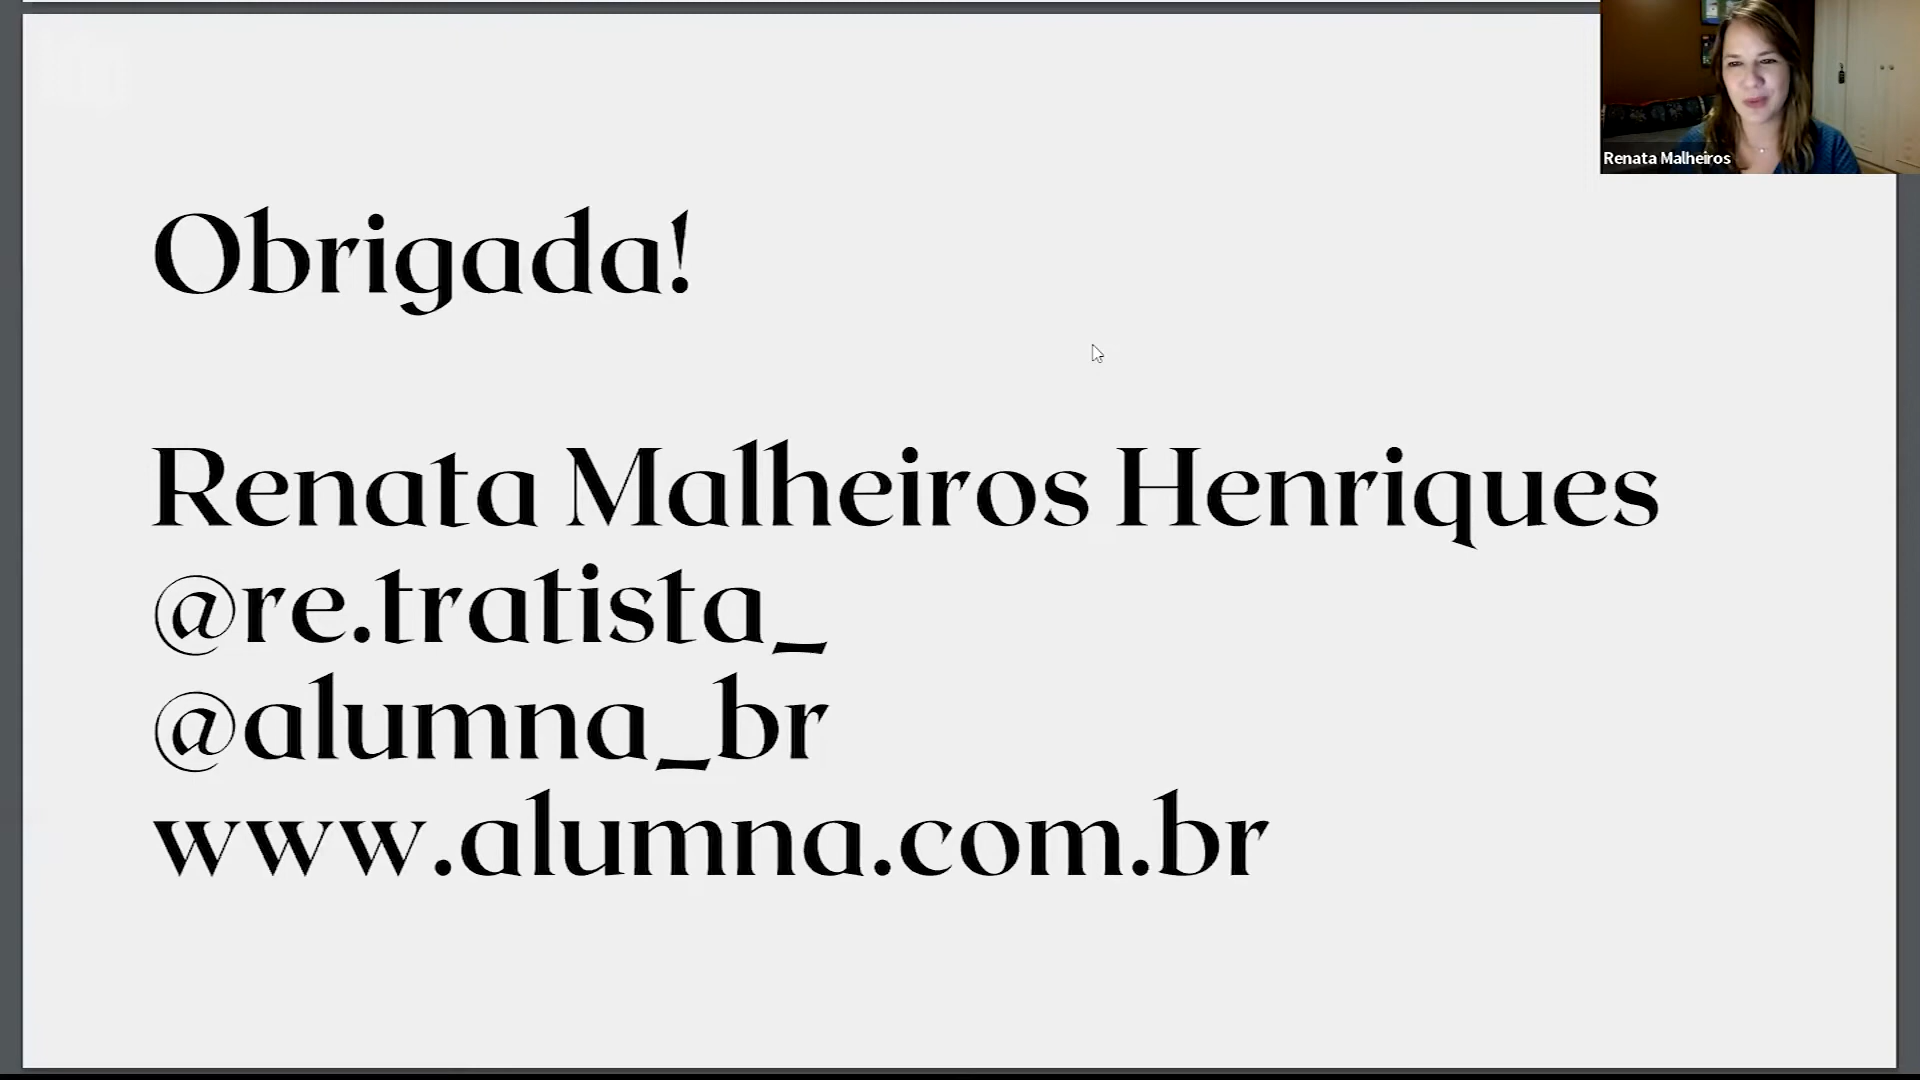 Renata Malheiros
Obrigada!
Renata Malheiros Henriques
@re.tratista_
@alumna_br
www.alumna.com.br